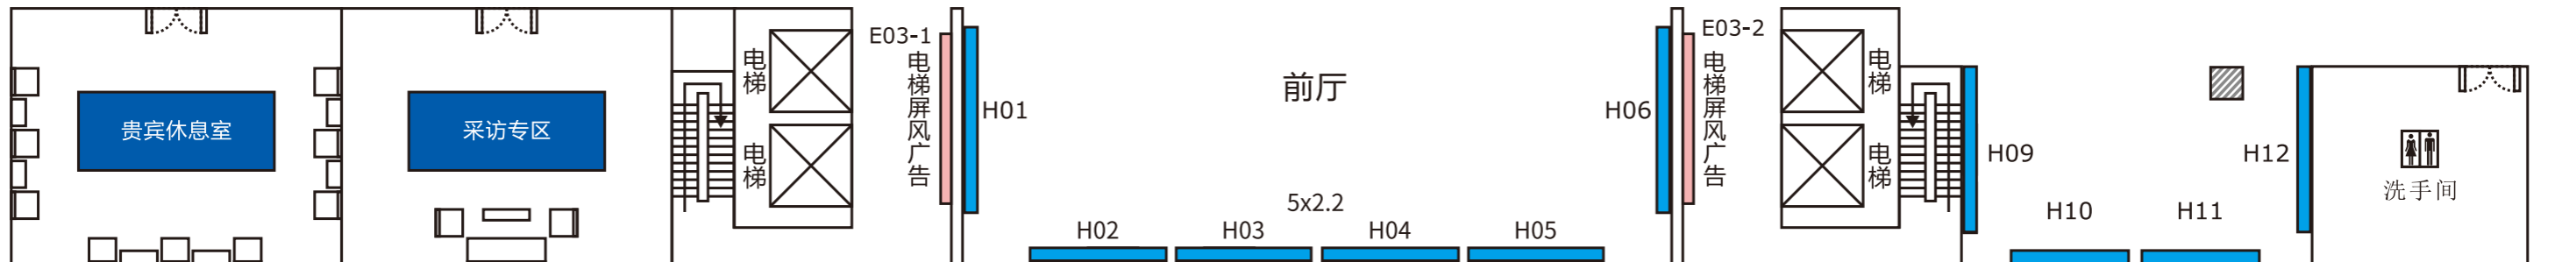 贵宾休息室
采访专区
电梯
电梯
E03-1
电梯屏风广告
H01
前厅
5x2.2
H02
H03
H04
H05
H06
E03-2
电梯屏风广告
电梯
电梯
H09
H10
H11
H12
洗手间